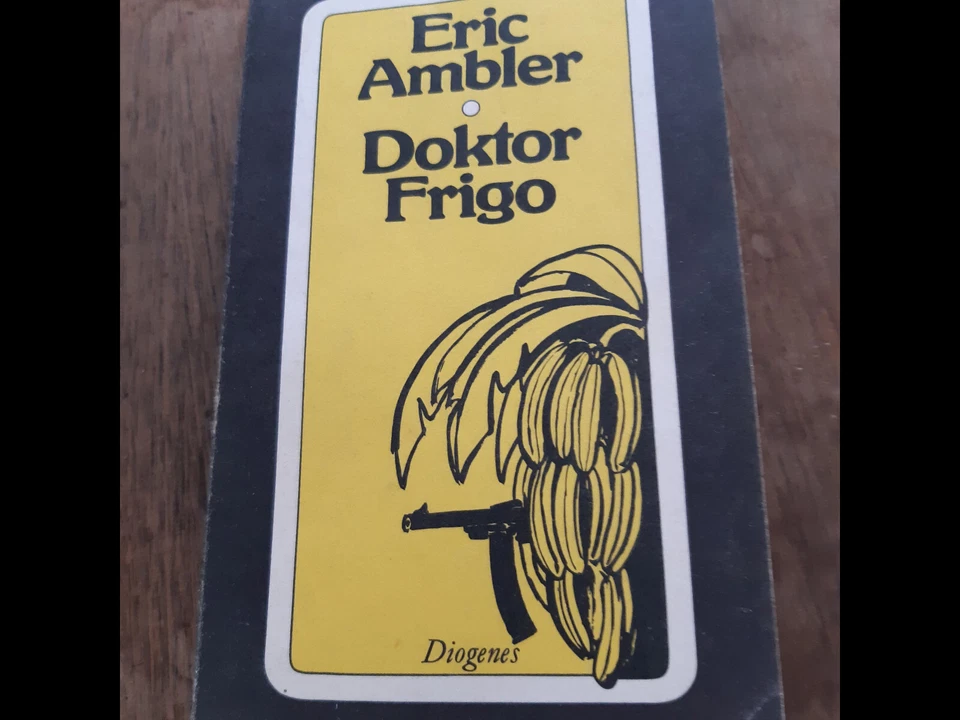 Eric
Ambler
Doktor
Frigo
Diogenes